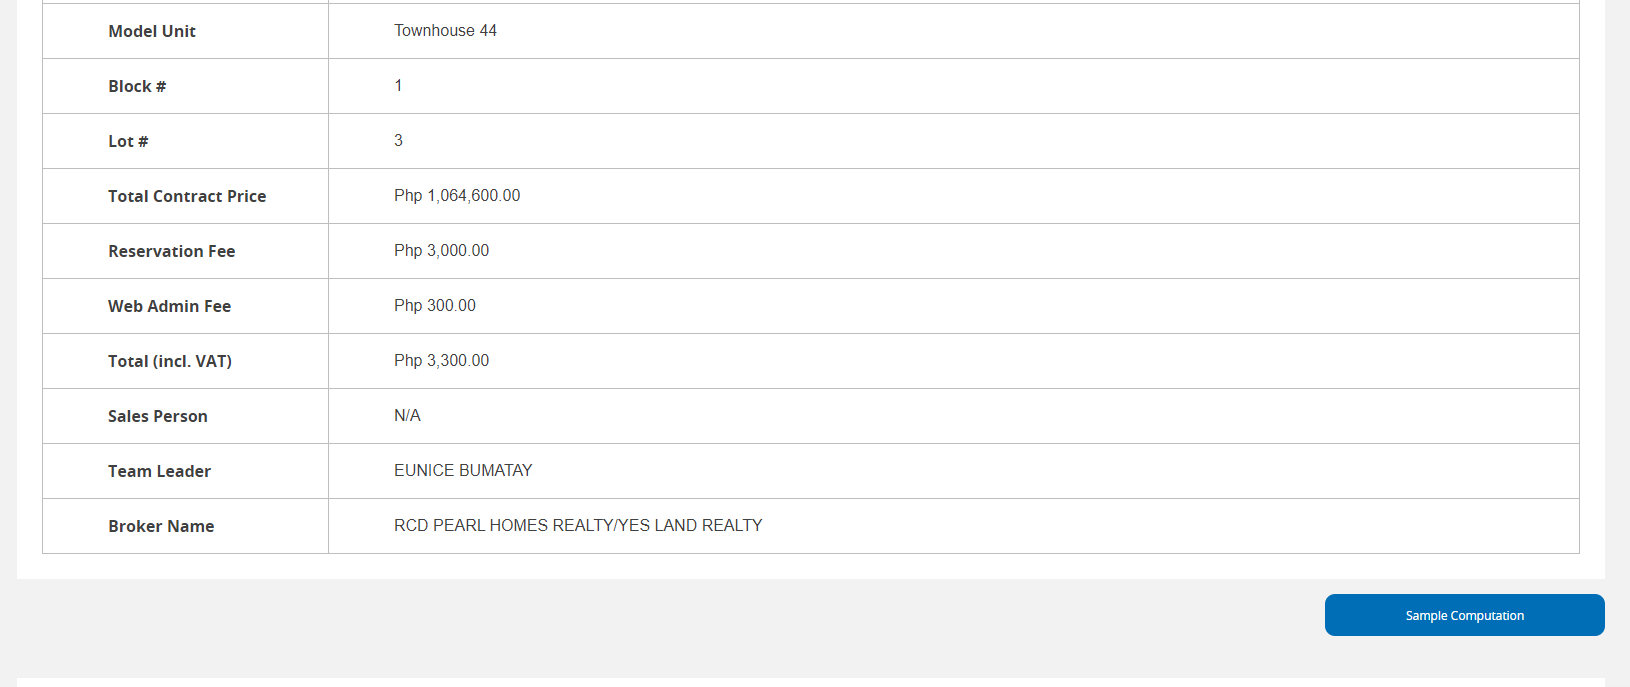 Model Unit Townhouse 44
Block # 1
Lot # 3
Total Contract Price Php 1,064,600.00
Reservation Fee Php 3,000.00
Web Admin Fee Php 300.00
Total (incl. VAT) Php 3,300.00
Sales Person N/A
Team Leader EUNICE BUMATAY
Broker Name RCD PEARL HOMES REALTY/YES LAND REALTY
Sample Computation